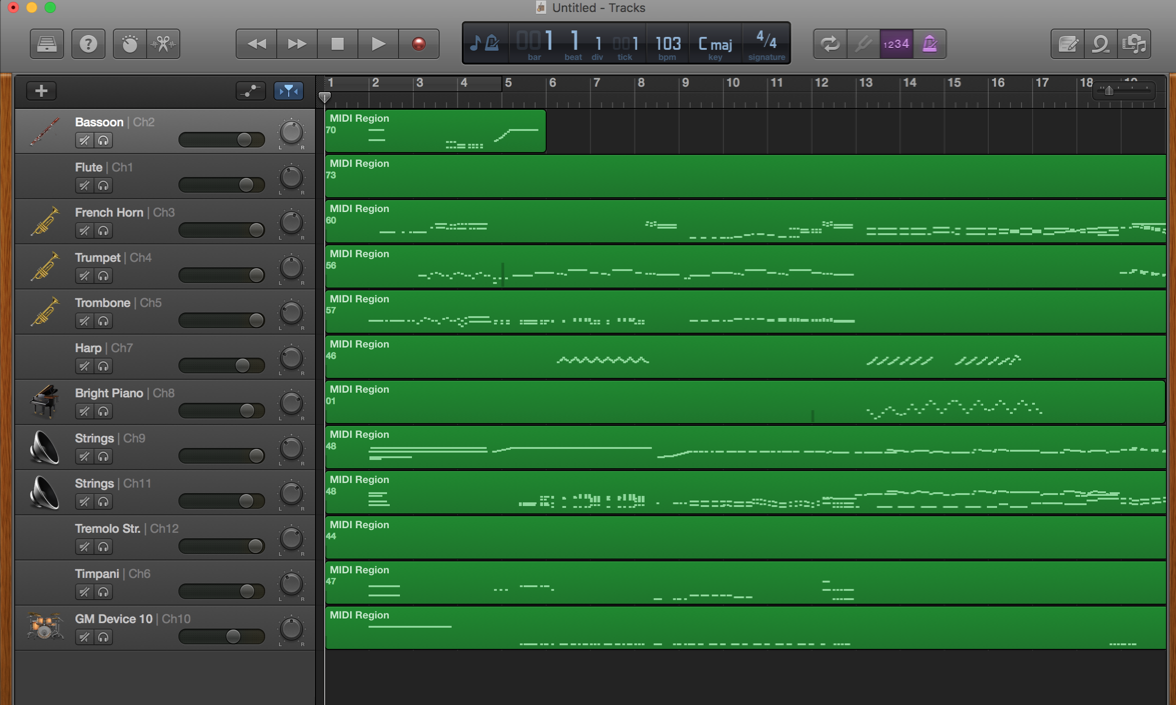 Untitled - Tracks
001 1 1 001 103 C maj 4/4
bar beat div tick bpm key signature
1234
1 2 3 4 5 6 7 8 9 10 11 12 13 14 15 16 17 18
Bassoon | Ch2
L R
MIDI Region
70
Flute | Ch1
L R
MIDI Region
73
French Horn | Ch3
L R
MIDI Region
60
Trumpet | Ch4
L R
MIDI Region
56
Trombone | Ch5
L R
MIDI Region
57
Harp | Ch7
L R
MIDI Region
46
Bright Piano | Ch8
L R
MIDI Region
01
Strings | Ch9
L R
MIDI Region
48
Strings | Ch11
L R
MIDI Region
48
Tremolo Str. | Ch12
L R
MIDI Region
44
Timpani | Ch6
L R
MIDI Region
47
GM Device 10 | Ch10
L R
MIDI Region